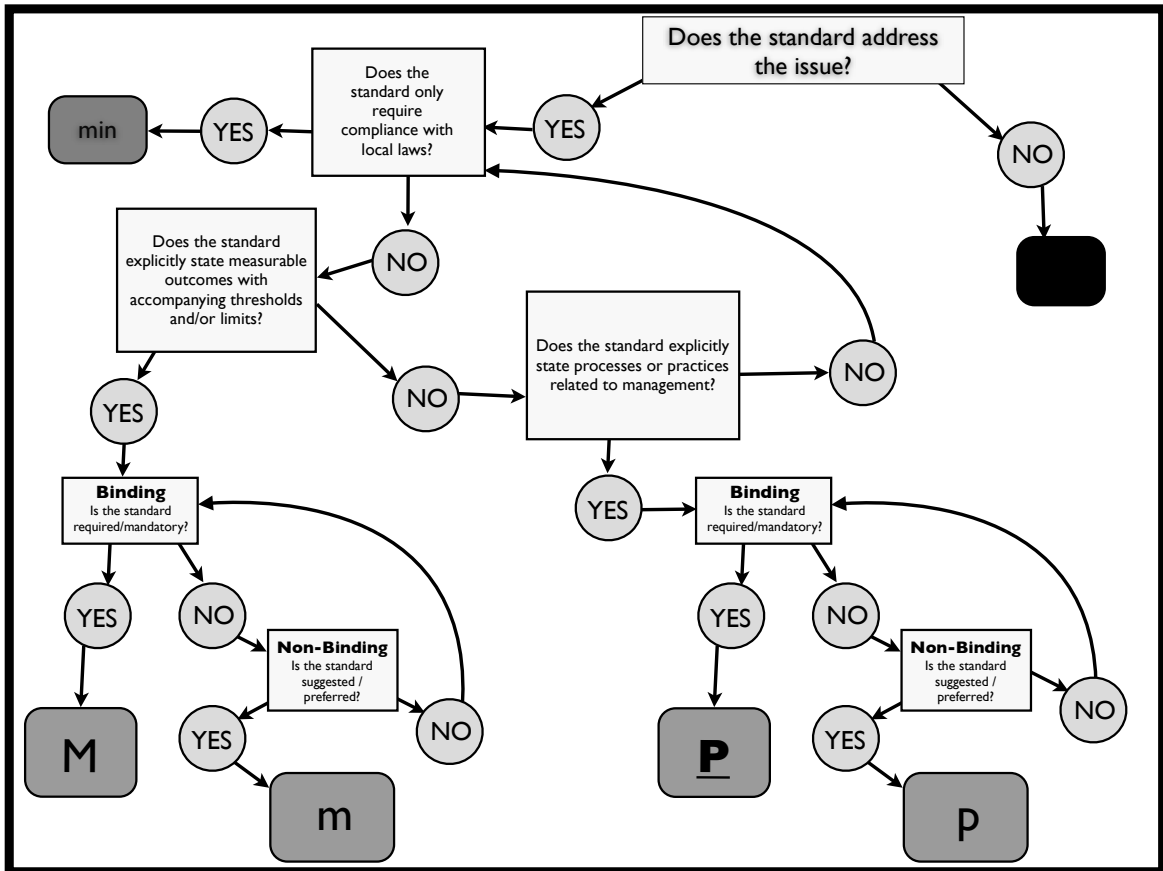 Does the standard address
the issue?
YES
NO
Does the
standard only
require
compliance with
local laws?
YES
min
NO
Does the standard
explicitly state measurable
outcomes with
accompanying thresholds
and/or limits?
YES
NO
Does the standard explicitly
state processes or practices
related to management?
NO
YES
Binding
Is the standard
required/mandatory?
YES
NO
Non-Binding
Is the standard
suggested /
preferred?
YES
NO
M
m
Binding
Is the standard
required/mandatory?
YES
NO
Non-Binding
Is the standard
suggested /
preferred?
YES
NO
P
p